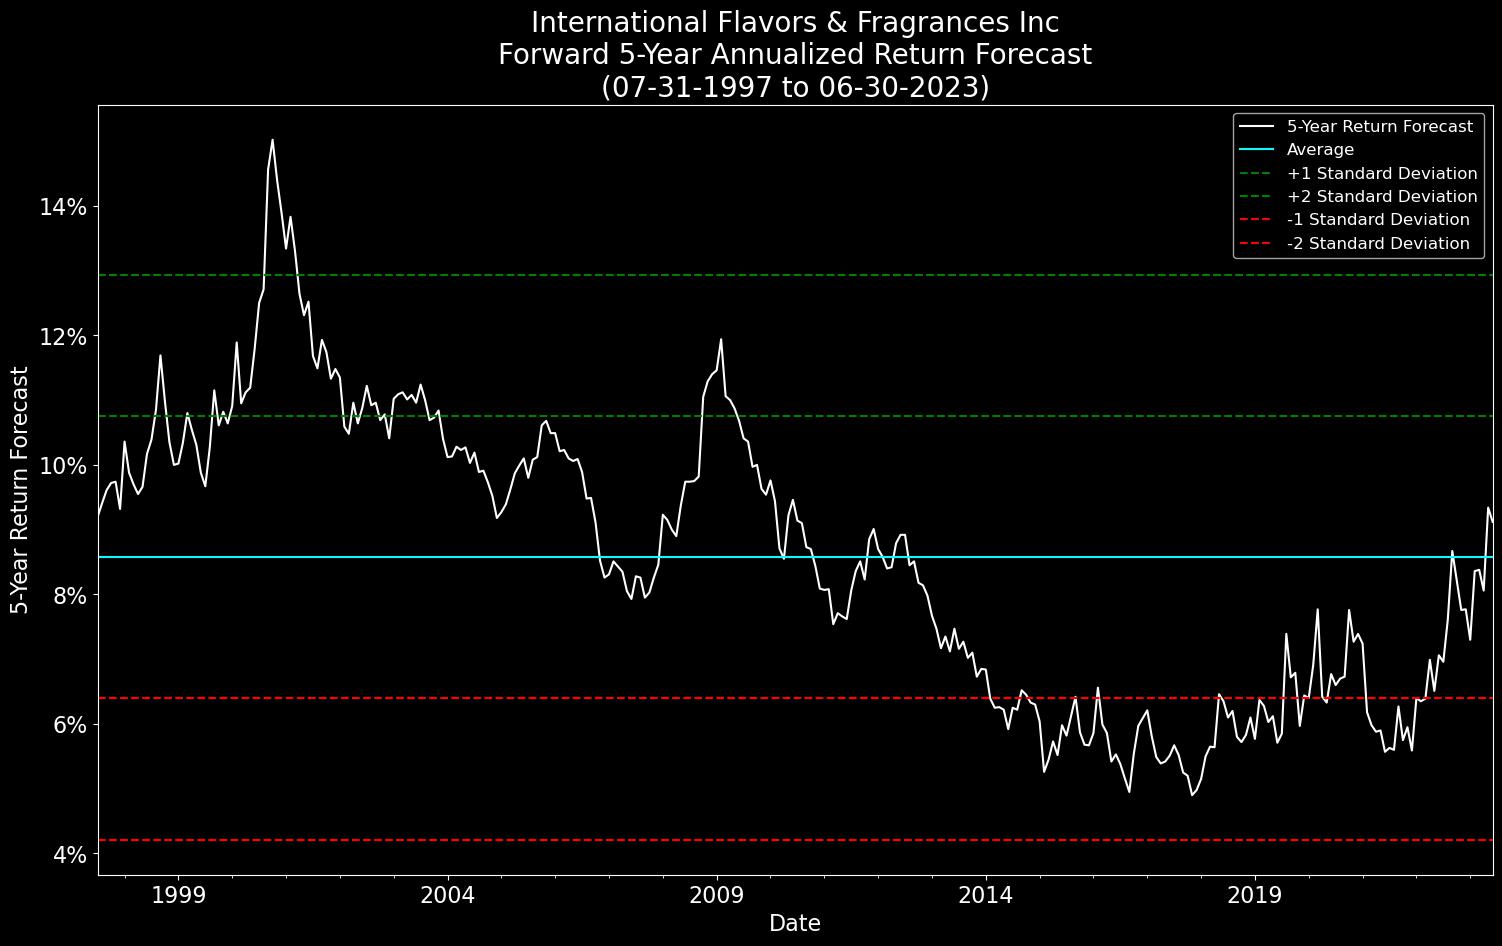 International Flavors & Fragrances Inc
Forward 5-Year Annualized Return Forecast
(07-31-1997 to 06-30-2023)
5-Year Return Forecast
Average
+1 Standard Deviation
+2 Standard Deviation
-1 Standard Deviation
-2 Standard Deviation
5-Year Return Forecast
14%
12%
10%
8%
6%
4%
1999
2004
2009
2014
2019
Date